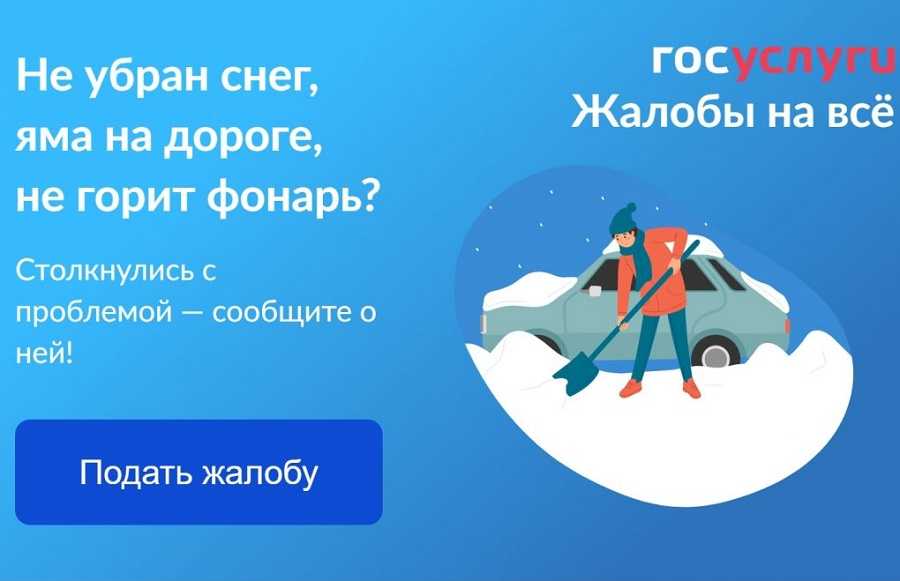 Не убран снег,
яма на дороге,
не горит фонарь?
Столкнулись с
проблемой — сообщите о
ней!
Подать жалобу
госуслуги
Жалобы на всё